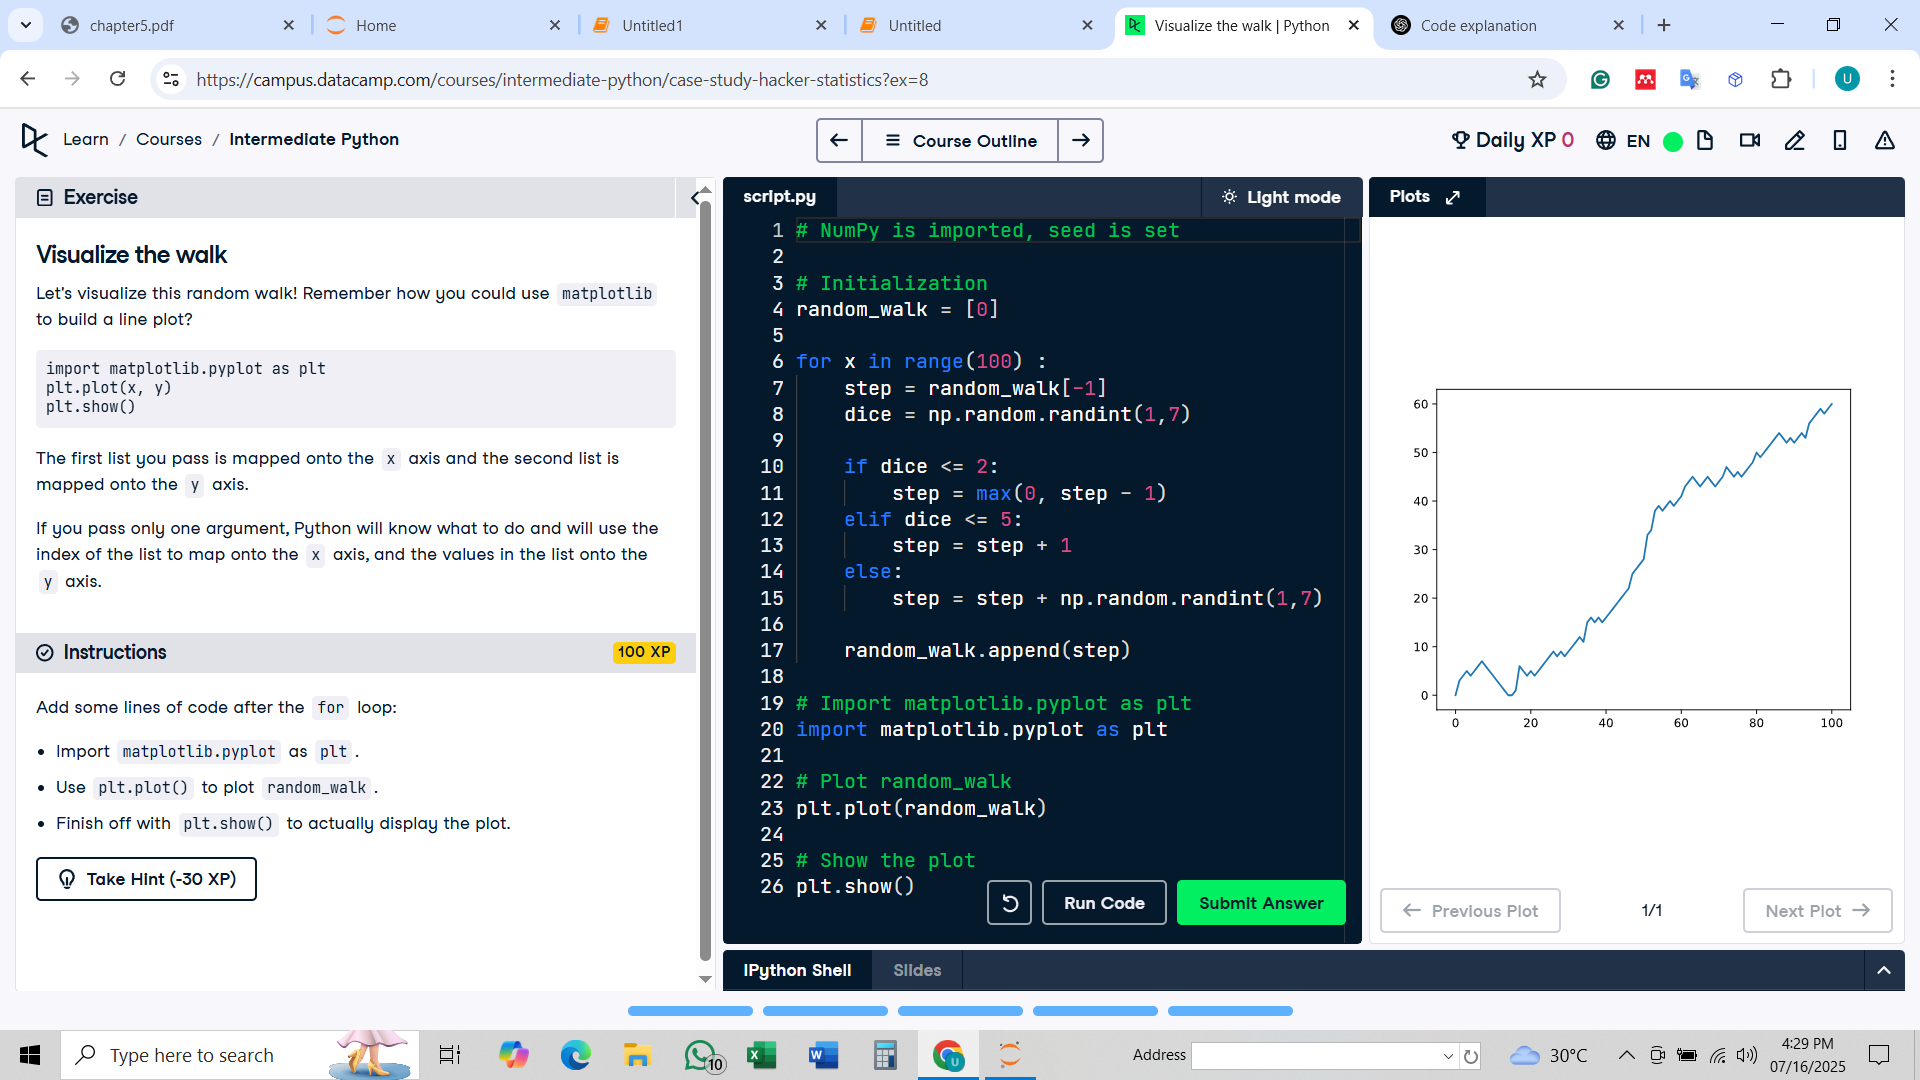 chapter5.pdf
Home
Untitled1
Untitled
Visualize the walk | Python
Code explanation
https://campus.datacamp.com/courses/intermediate-python/case-study-hacker-statistics?ex=8
U
Learn / Courses / Intermediate Python
Course Outline
Daily XP 0
EN
Exercise
Visualize the walk
Let's visualize this random walk! Remember how you could use matplotlib
to build a line plot?
import matplotlib.pyplot as plt
plt.plot(x, y)
plt.show()
The first list you pass is mapped onto the x axis and the second list is
mapped onto the y axis.
If you pass only one argument, Python will know what to do and will use the
index of the list to map onto the x axis, and the values in the list onto the
y axis.
Instructions
100 XP
Add some lines of code after the for loop:
• Import matplotlib.pyplot as plt.
• Use plt.plot() to plot random_walk.
• Finish off with plt.show() to actually display the plot.
Take Hint (-30 XP)
script.py
Light mode
1 # NumPy is imported, seed is set
2
3 # Initialization
4 random_walk = [0]
5
6 for x in range(100) :
7 step = random_walk[-1]
8 dice = np.random.randint(1,7)
9
10 if dice <= 2:
11 step = max(0, step - 1)
12 elif dice <= 5:
13 step = step + 1
14 else:
15 step = step + np.random.randint(1,7)
16
17 random_walk.append(step)
18
19 # Import matplotlib.pyplot as plt
20 import matplotlib.pyplot as plt
21
22 # Plot random_walk
23 plt.plot(random_walk)
24
25 # Show the plot
26 plt.show()
Run Code
Submit Answer
IPython Shell
Slides
Plots
60
50
40
30
20
10
0
0 20 40 60 80 100
Previous Plot
1/1
Next Plot
Type here to search
10
Address
30°C
4:29 PM
07/16/2025